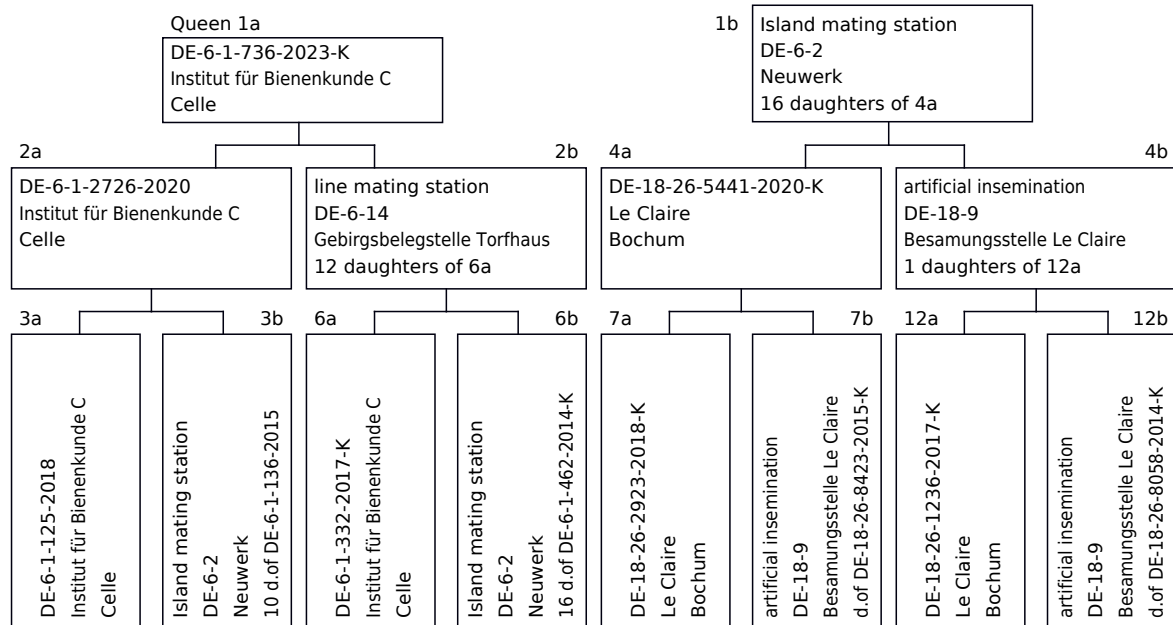 Queen 1a
DE-6-1-736-2023-K
Institut für Bienenkunde C
Celle
1b
Island mating station
DE-6-2
Neuwerk
16 daughters of 4a
2a
DE-6-1-2726-2020
Institut für Bienenkunde C
Celle
2b
line mating station
DE-6-14
Gebirgsbelegstelle Torfhaus
12 daughters of 6a
4a
DE-18-26-5441-2020-K
Le Claire
Bochum
4b
artificial insemination
DE-18-9
Besamungsstelle Le Claire
1 daughters of 12a
3a
DE-6-1-125-2018
Institut für Bienenkunde C
Celle
3b
Island mating station
DE-6-2
Neuwerk
10 d.of DE-6-1-136-2015
6a
DE-6-1-332-2017-K
Institut für Bienenkunde C
Celle
6b
Island mating station
DE-6-2
Neuwerk
16 d.of DE-6-1-462-2014-K
7a
DE-18-26-2923-2018-K
Le Claire
Bochum
7b
artificial insemination
DE-18-9
Besamungsstelle Le Claire
d.of DE-18-26-8423-2015-K
12a
DE-18-26-1236-2017-K
Le Claire
Bochum
12b
artificial insemination
DE-18-9
Besamungsstelle Le Claire
d.of DE-18-26-8058-2014-K